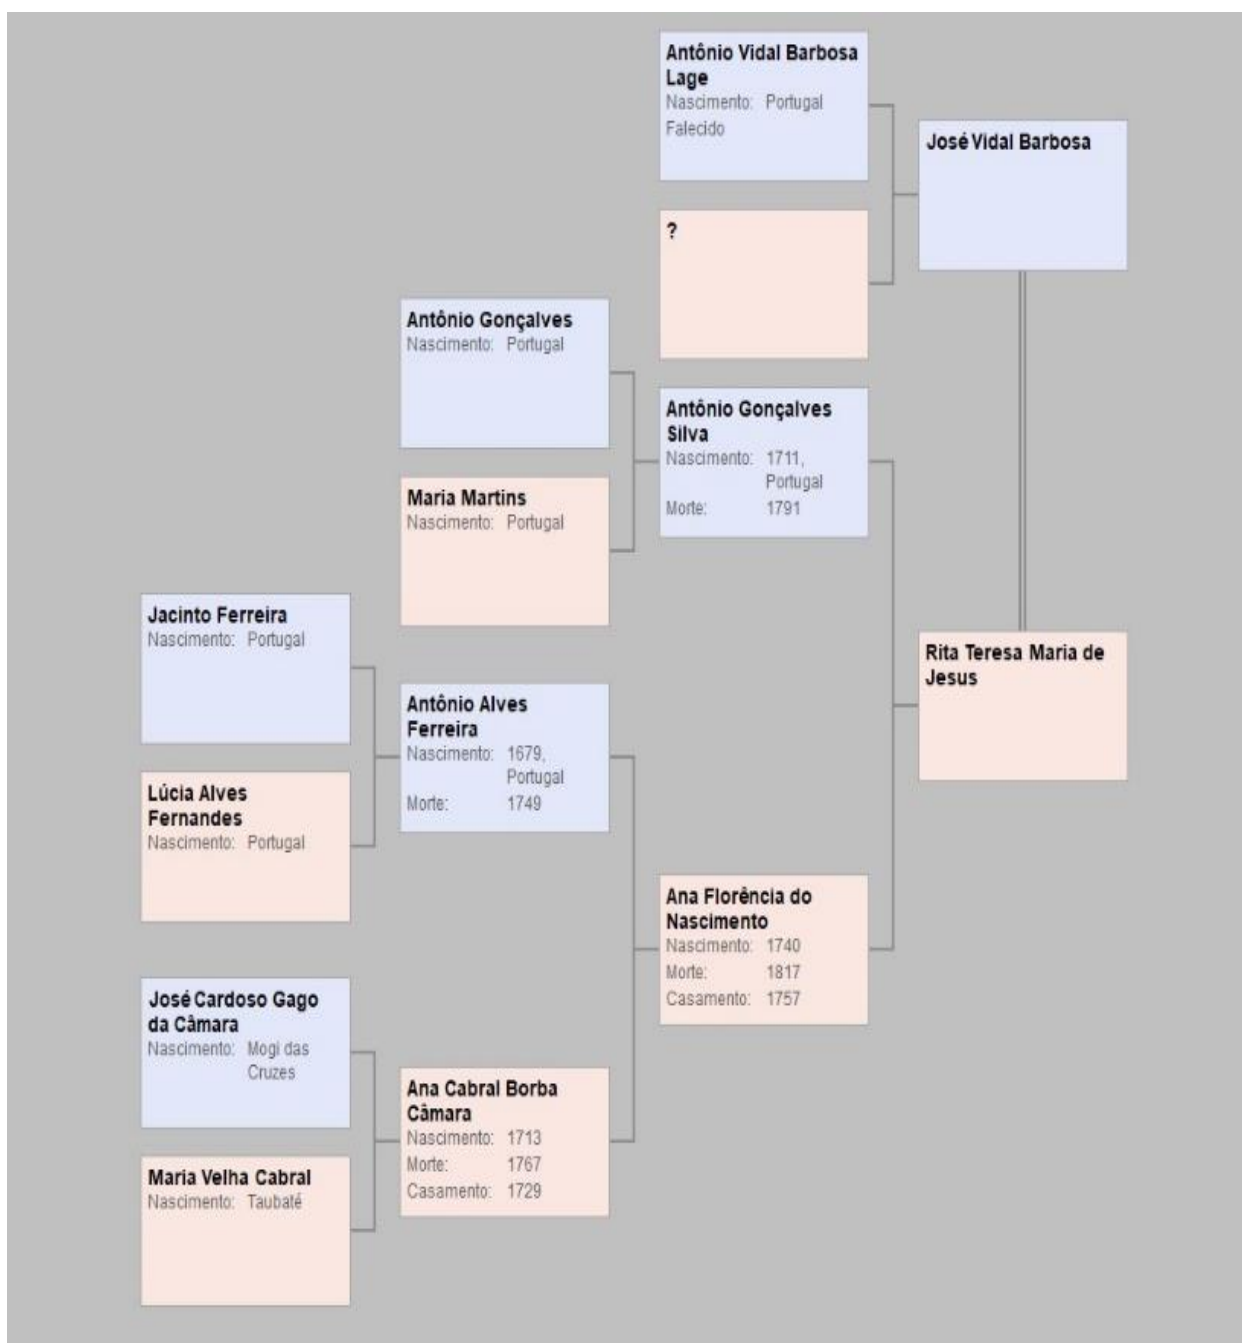 Antônio Vidal Barbosa
Lage
Nascimento: Portugal
Falecido
José Vidal Barbosa
?
Antônio Gonçalves
Nascimento: Portugal
Antônio Gonçalves
Silva
Nascimento: 1711,
Portugal
Morte: 1791
Maria Martins
Nascimento: Portugal
Jacinto Ferreira
Nascimento: Portugal
Rita Teresa Maria de
Jesus
Antônio Alves
Ferreira
Nascimento: 1679,
Portugal
Morte: 1749
Lúcia Alves
Fernandes
Nascimento: Portugal
Ana Florência do
Nascimento
Nascimento: 1740
Morte: 1817
Casamento: 1757
José Cardoso Gago
da Câmara
Nascimento: Mogi das
Cruzes
Ana Cabral Borba
Câmara
Nascimento: 1713
Morte: 1767
Casamento: 1729
Maria Velha Cabral
Nascimento: Taubaté